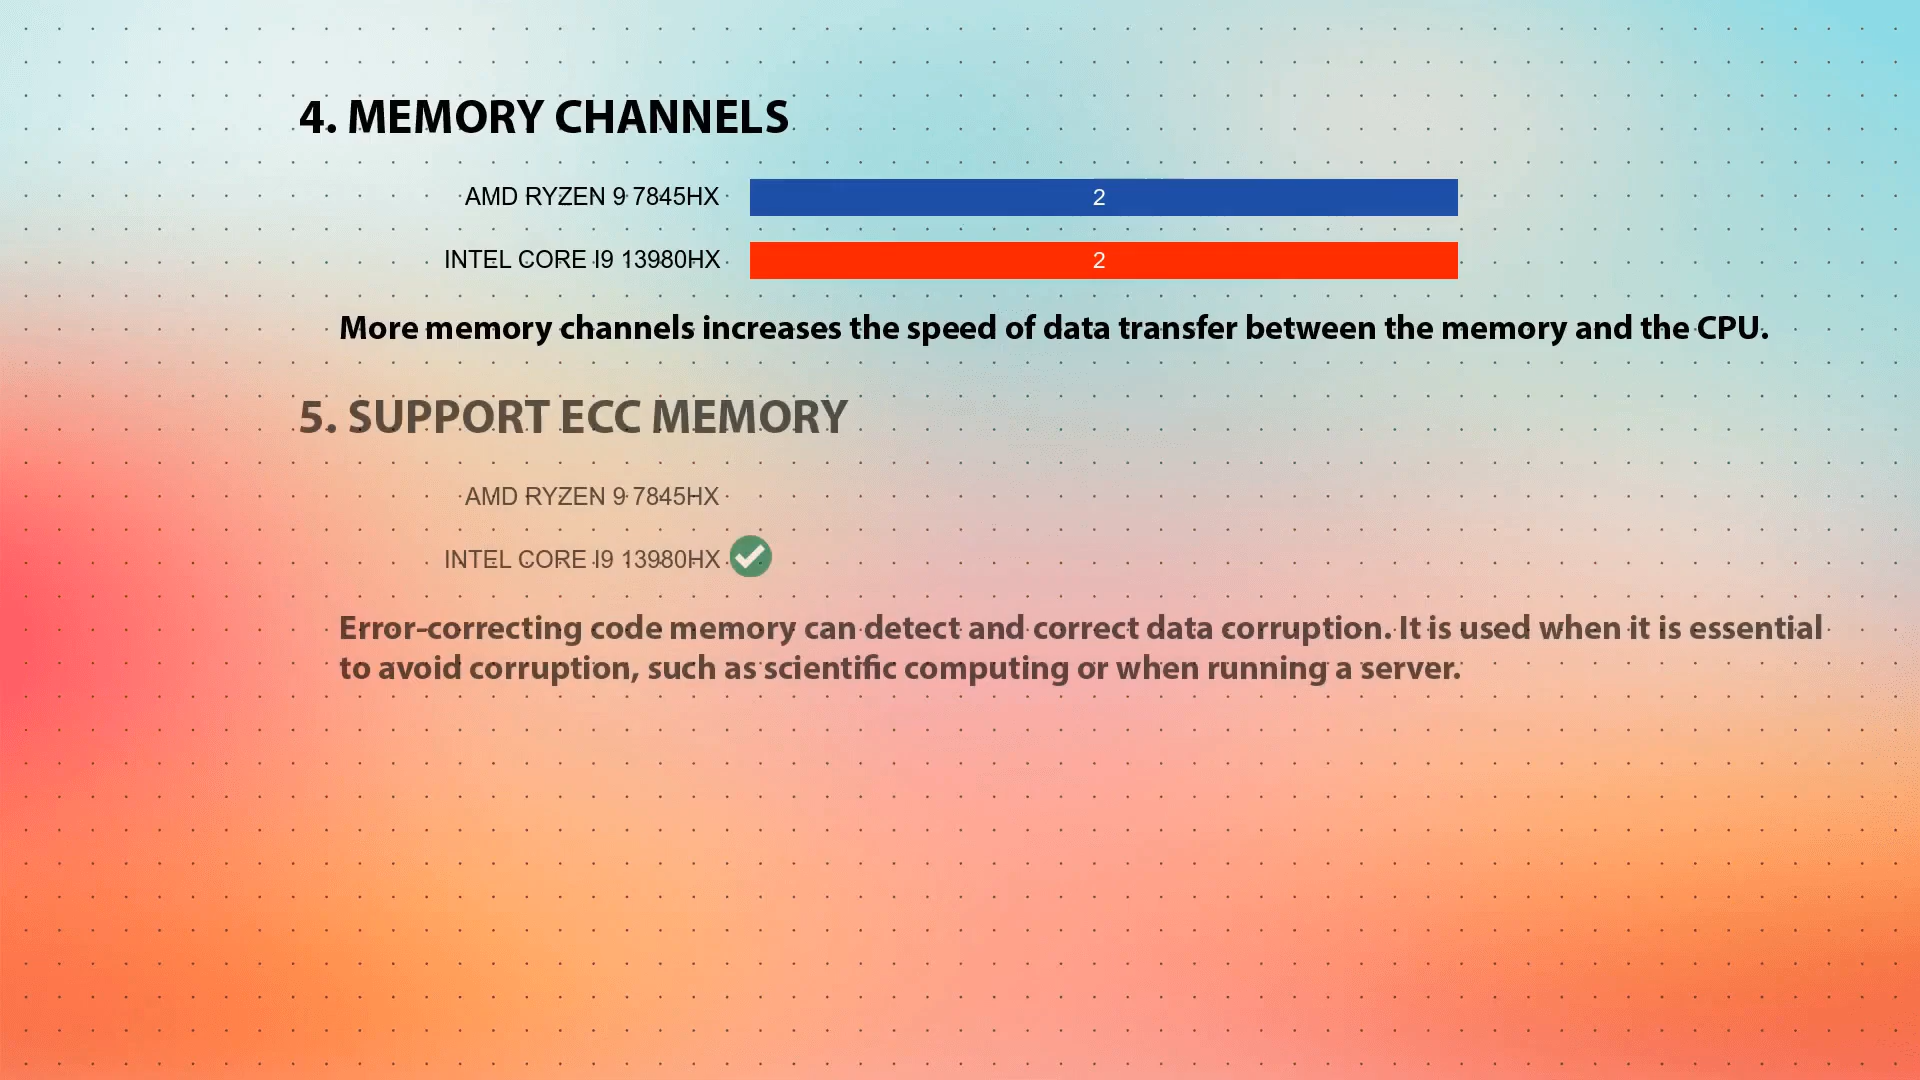 4. MEMORY CHANNELS
AMD RYZEN 9 7845HX
2
INTEL CORE I9 13980HX
2
More memory channels increases the speed of data transfer between the memory and the CPU.
5. SUPPORT ECC MEMORY
AMD RYZEN 9 7845HX
INTEL CORE I9 13980HX
Error-correcting code memory can detect and correct data corruption. It is used when it is essential
to avoid corruption, such as scientific computing or when running a server.